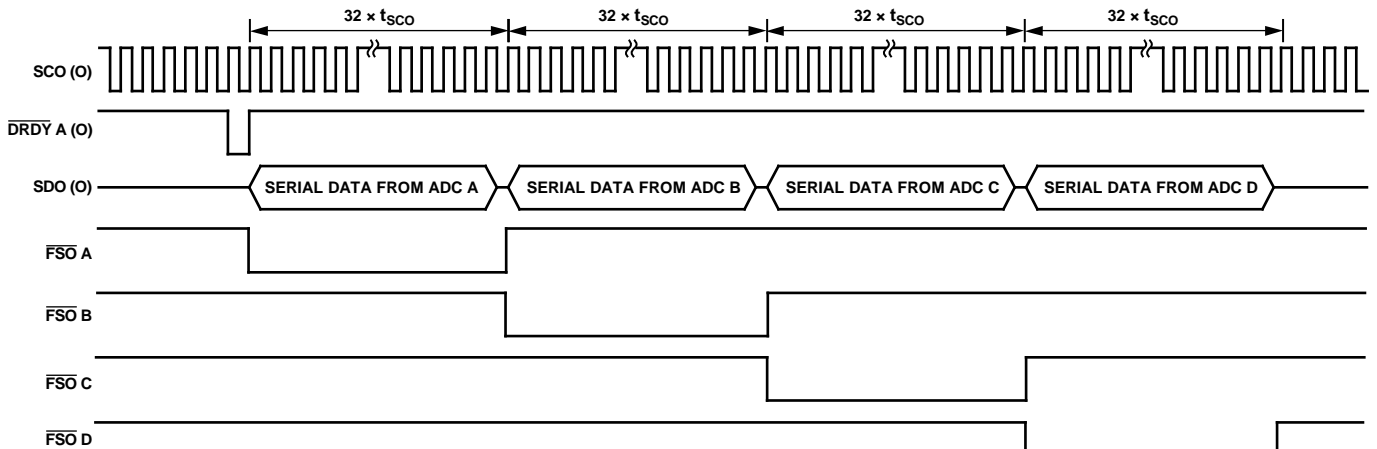 32 × tSCO 32 × tSCO 32 × tSCO 32 × tSCO
SCO (O)
DRDY A (O)
SDO (O) SERIAL DATA FROM ADC A SERIAL DATA FROM ADC B SERIAL DATA FROM ADC C SERIAL DATA FROM ADC D
FSO A
FSO B
FSO C
FSO D